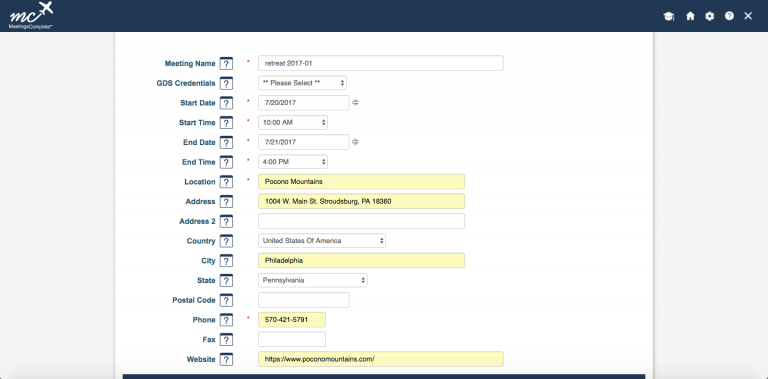 mc
MeetingsComplete™
Meeting Name ? * retreat 2017-01
GDS Credentials ? ** Please Select **
Start Date ? * 7/20/2017
Start Time ? * 10:00 AM
End Date ? * 7/21/2017
End Time ? * 4:00 PM
Location ? * Pocono Mountains
Address ? 1004 W. Main St. Stroudsburg, PA 18360
Address 2 ?
Country ? United States Of America
City ? Philadelphia
State ? Pennsylvania
Postal Code ?
Phone ? * 570-421-5791
Fax ?
Website ? https://www.poconomountains.com/